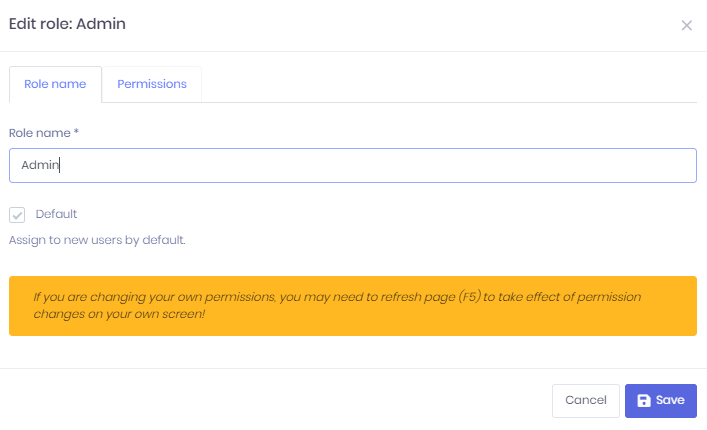 Edit role: Admin
Role name
Permissions
Role name *
Admin
Default
Assign to new users by default.
If you are changing your own permissions, you may need to refresh page (F5) to take effect of permission
changes on your own screen!
Cancel
Save